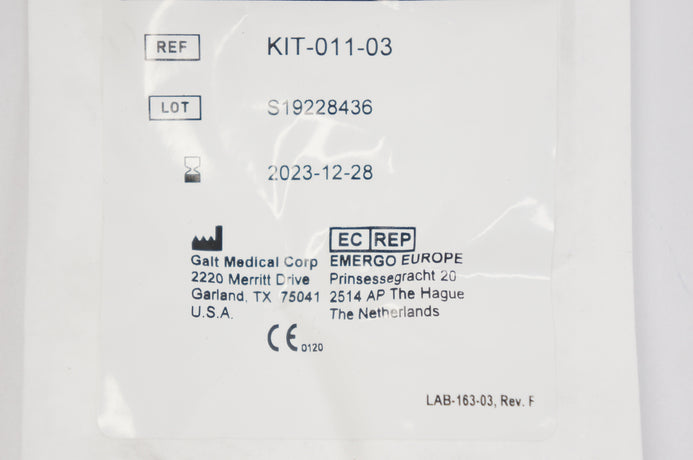 REF KIT-011-03
LOT S19228436
2023-12-28
EC REP
Galt Medical Corp EMERGO EUROPE
2220 Merritt Drive Prinsessegracht 20
Garland, TX 75041 2514 AP The Hague
U.S.A. The Netherlands
CE 0120
LAB-163-03, Rev. F